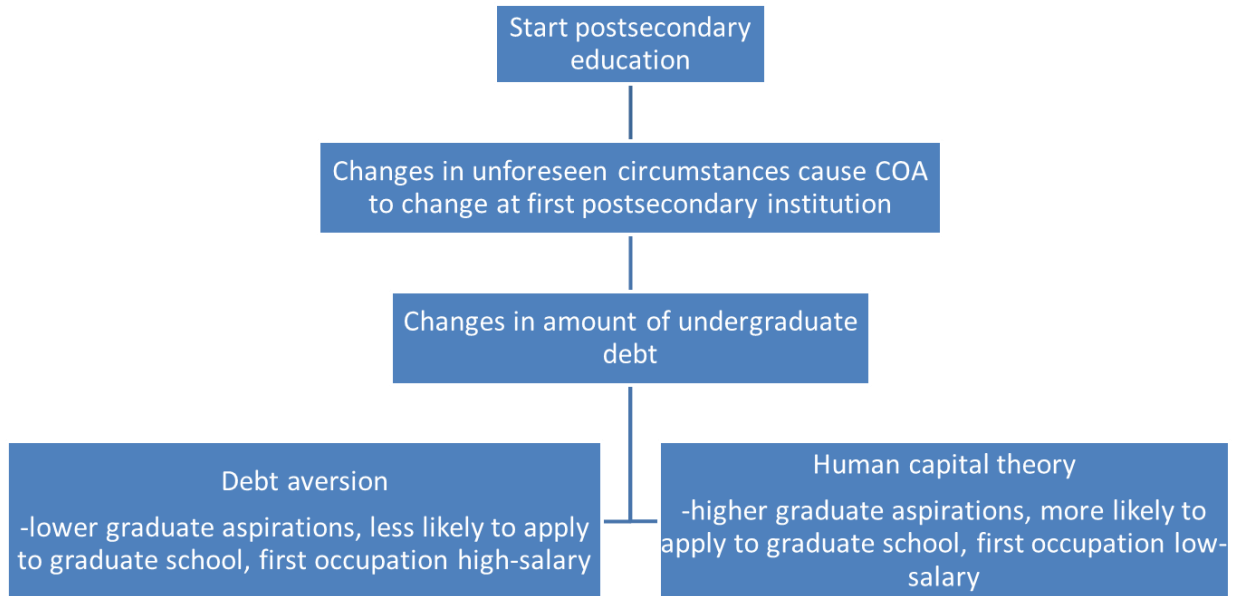 Start postsecondary
education
Changes in unforeseen circumstances cause COA
to change at first postsecondary institution
Changes in amount of undergraduate
debt
Debt aversion
-lower graduate aspirations, less likely to apply
to graduate school, first occupation high-salary
Human capital theory
-higher graduate aspirations, more likely to
apply to graduate school, first occupation low-
salary